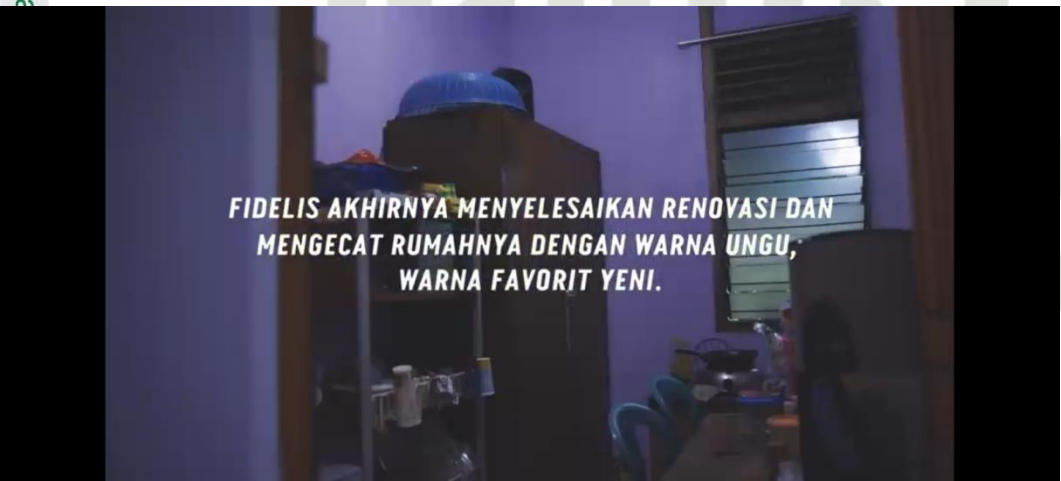 FIDELIS AKHIRNYA MENYELESAIKAN RENOVASI DAN
MENGECAT RUMAHNYA DENGAN WARNA UNGU,
WARNA FAVORIT YENI.